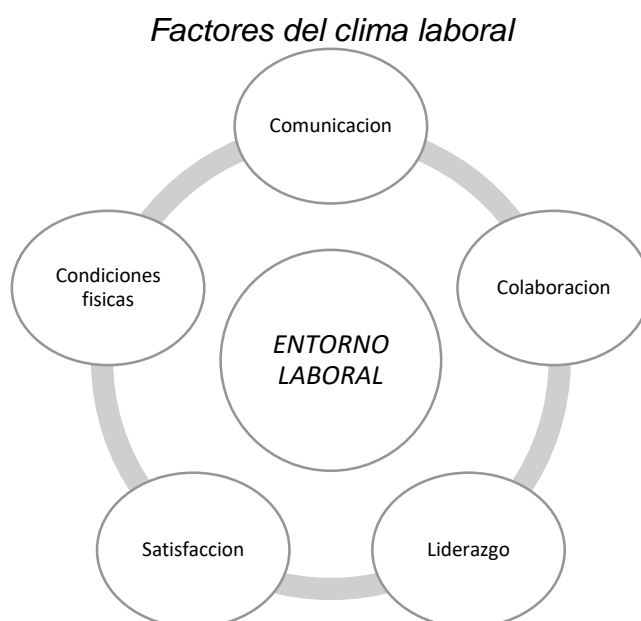 Factores del clima laboral
Comunicacion
Condiciones
fisicas
Colaboracion
ENTORNO
LABORAL
Satisfaccion
Liderazgo